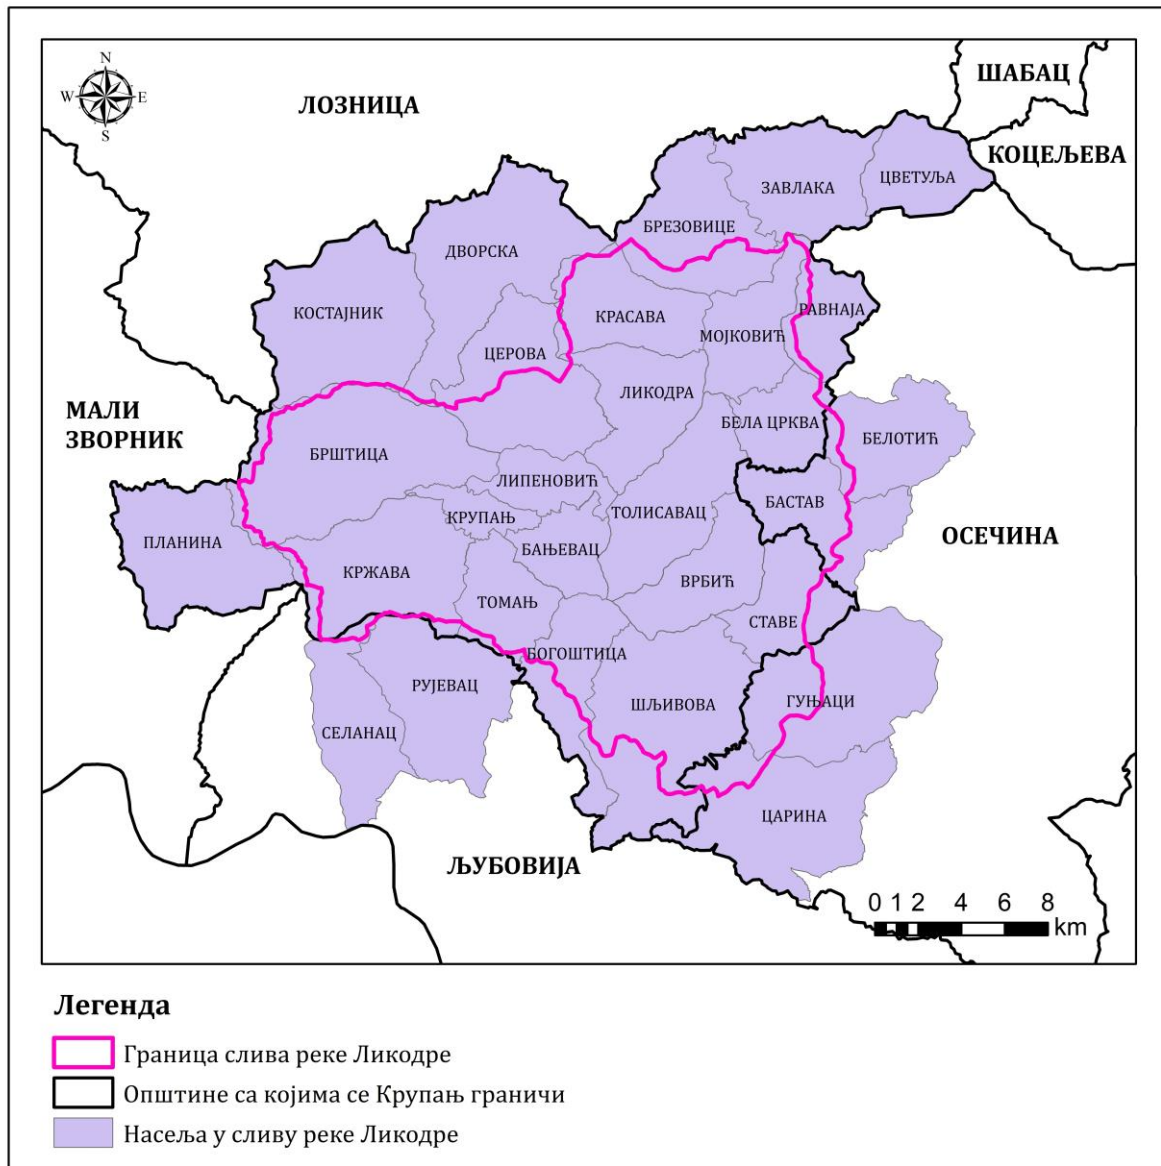 N
W E
S
ЛОЗНИЦА
ШАБАЦ
КОЦЕЉЕВА
ЗАВЛАКА
ЦВЕТУЉА
БРЕЗОВИЦЕ
ДВОРСКА
КОСТАЈНИК
КРАСАВА
РАВНАЈА
МОЈКОВИЋ
ЦЕРОВА
ЛИКОДРА
МАЛИ
ЗВОРНИК
БЕЛА ЦРКВА
БЕЛОТИЋ
БРШТИЦА
ЛИПЕНОВИЋ
БАСТАВ
КРУПАЊ
ТОЛИСАВАЦ
ОСЕЧИНА
ПЛАНИНА
БАЊЕВАЦ
КРЖАВА
ВРБИЋ
ТОМАЊ
СТАВЕ
БОГОШТИЦА
РУЈЕВАЦ
ГУЊАЦИ
ШЉИВОВА
СЕЛАНАЦ
ЦАРИНА
ЉУБОВИЈА
0 1 2 4 6 8
km
Легенда
Граница слива реке Ликодре
Општине са којима се Крупањ граничи
Насеља у сливу реке Ликодре